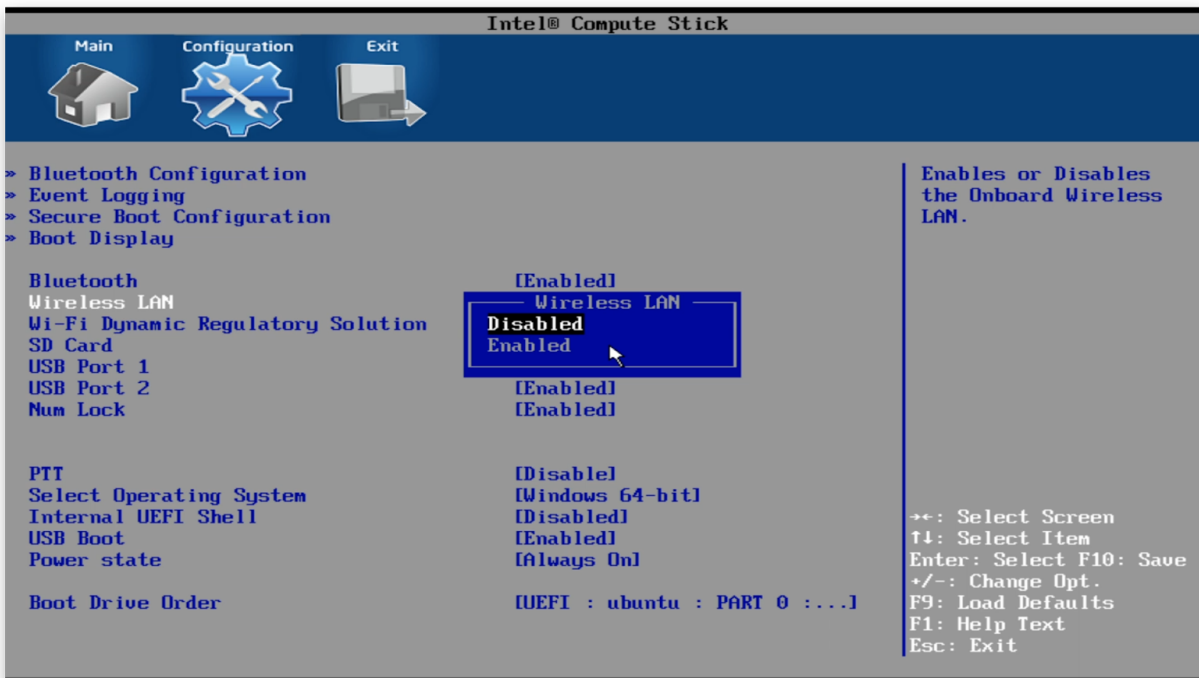 Intel® Compute Stick
Main Configuration Exit
» Bluetooth Configuration
» Event Logging
» Secure Boot Configuration
» Boot Display
Bluetooth [Enabled]
Wireless LAN
Wi-Fi Dynamic Regulatory Solution
SD Card
USB Port 1
USB Port 2 [Enabled]
Num Lock [Enabled]
Wireless LAN
Disabled
Enabled
PTT [Disable]
Select Operating System [Windows 64-bit]
Internal UEFI Shell [Disabled]
USB Boot [Enabled]
Power state [Always On]
Boot Drive Order [UEFI : ubuntu : PART 0 :...]
Enables or Disables
the Onboard Wireless
LAN.
→←: Select Screen
↑↓: Select Item
Enter: Select F10: Save
+/-: Change Opt.
F9: Load Defaults
F1: Help Text
Esc: Exit